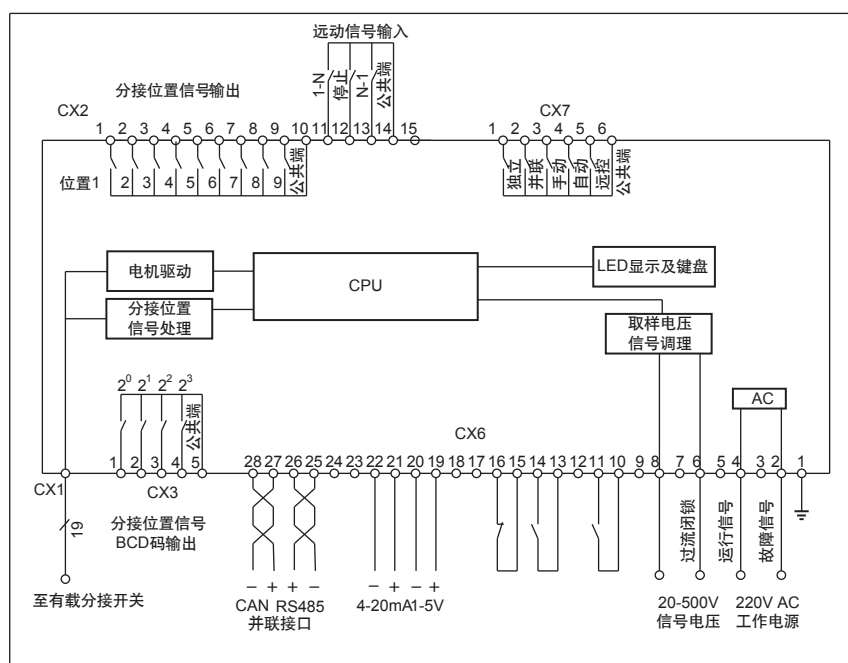 远动信号输入
1-N
停止
N-1
公共端
CX2
分接位置信号输出
CX7
1 2 3 4 5 6 7 8 9 10 11 12 13 14 15
1 2 3 4 5 6
位置1 2 3 4 5 6 7 8 9 公共端
独立
并联
手动
自动
远控
公共端
电机驱动
CPU
LED显示及键盘
分接位置
信号处理
取样电压
信号调理
2⁰ 2¹ 2² 2³
公共端
AC
CX6
1 2 3 4 5
28 27 26 25 24 23 22 21 20 19 18 17 16 15 14 13 12 11 10 9 8 7 6 5 4 3 2 1
CX1
CX3
19
分接位置信号
BCD码输出
过流闭锁
运行信号
故障信号
至有载分接开关
− + + −
− + − +
CAN RS485
并联接口
4-20mA
1-5V
20-500V
信号电压
220V AC
工作电源